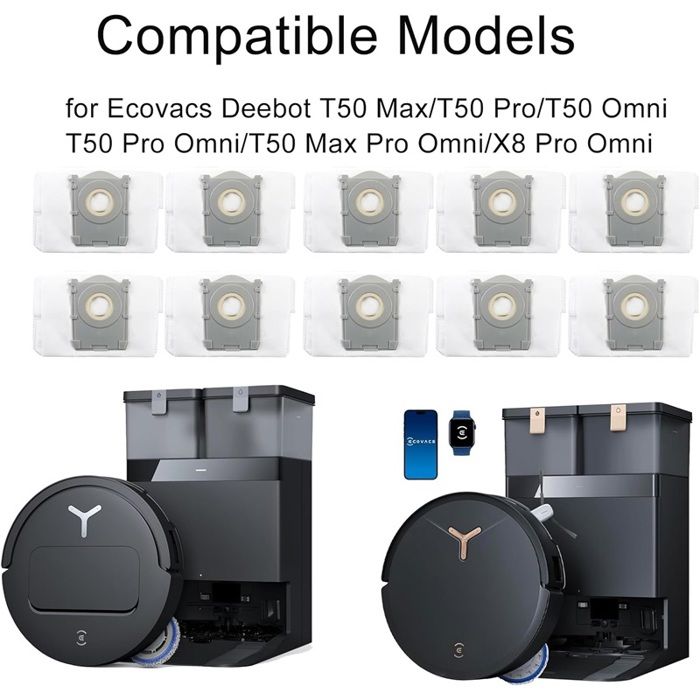 Compatible Models
for Ecovacs Deebot T50 Max/T50 Pro/T50 Omni
T50 Pro Omni/T50 Max Pro Omni/X8 Pro Omni
ECOVACS